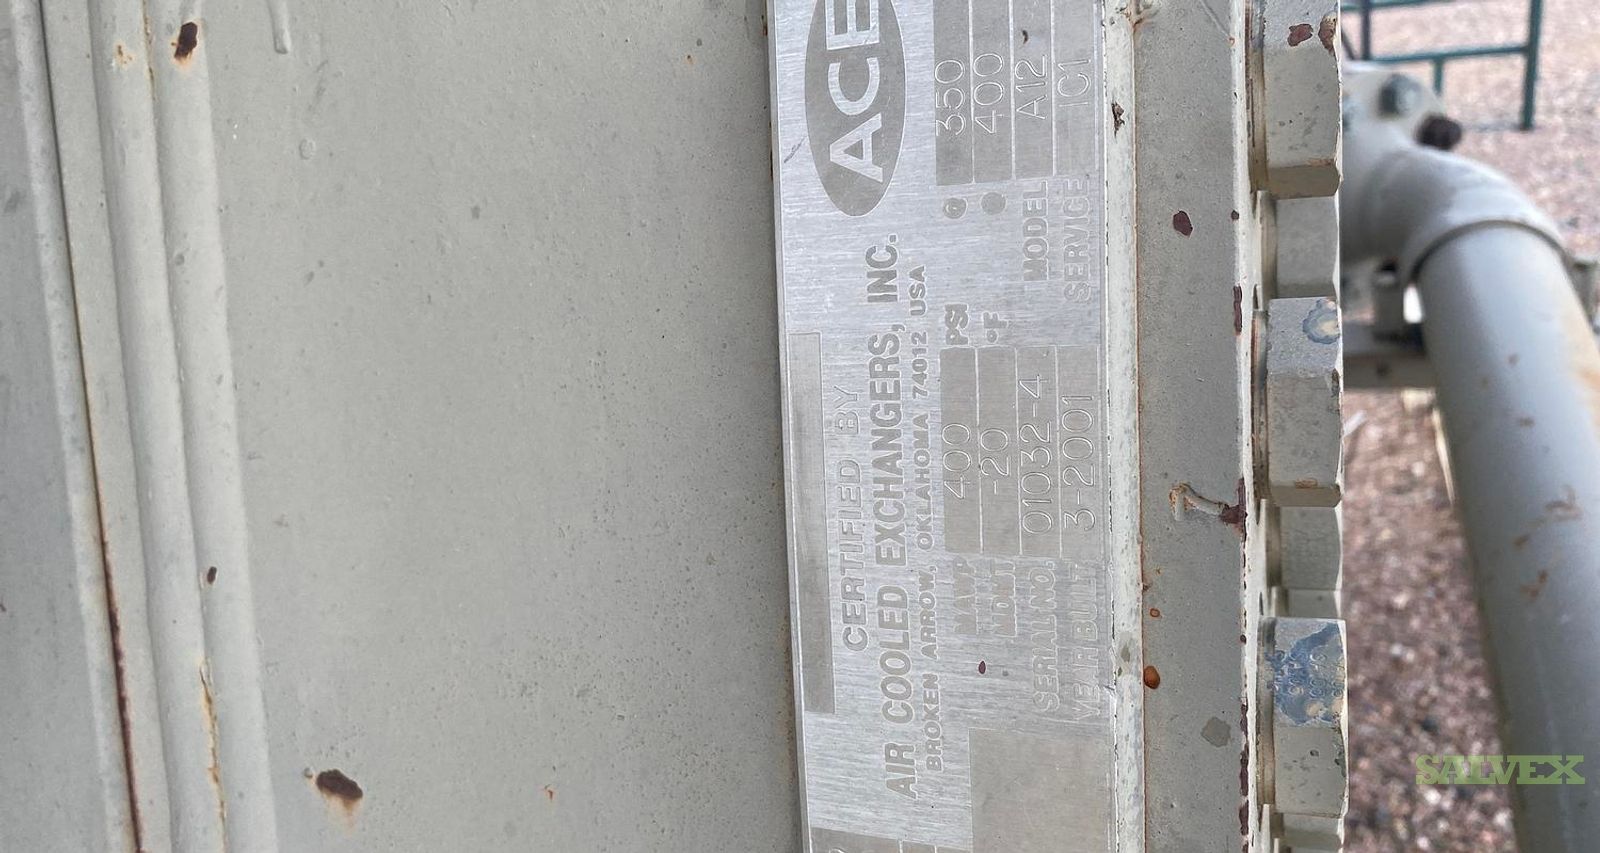 CERTIFIED BY
AIR COOLED EXCHANGERS, INC.
BROKEN ARROW, OKLAHOMA 74012 USA
ACE
MAWP 400 PSI @ 350
MDMT -20 °F @ 400
SERIAL NO. 01032-4 MODEL A12
YEAR BUILT 3-2001 SERVICE IC1
SALVEX